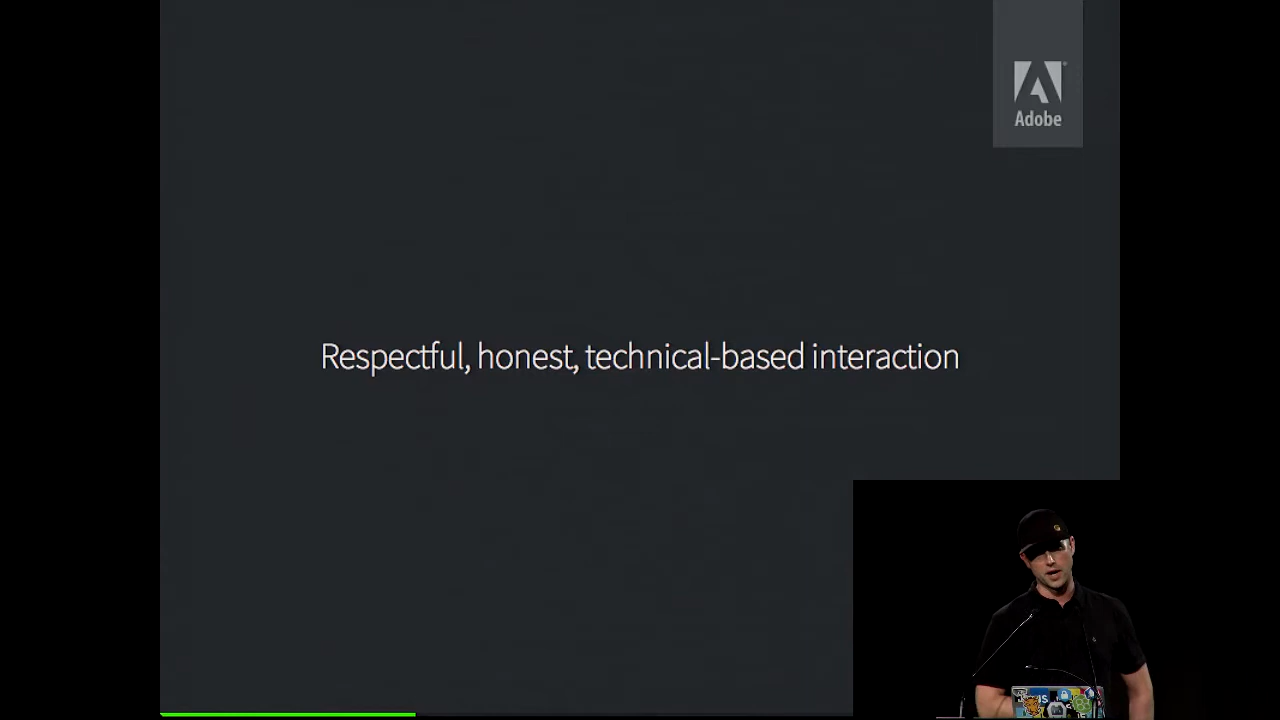 Adobe
Respectful, honest, technical-based interaction